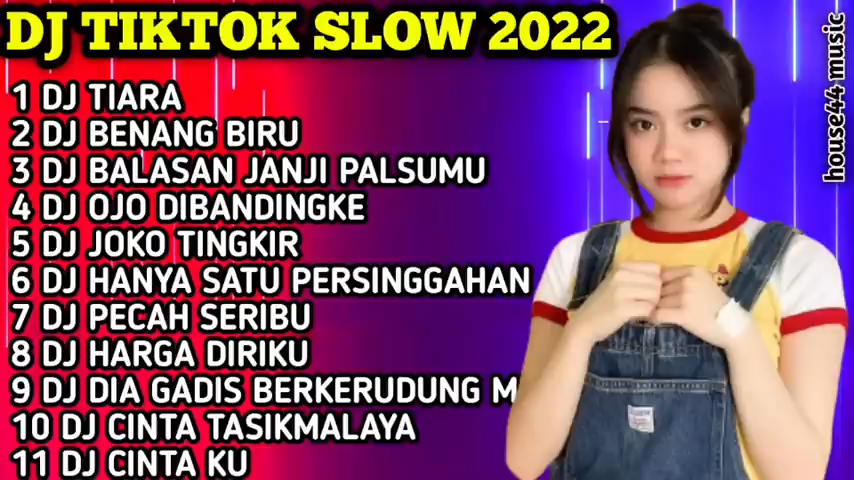 DJ TIKTOK SLOW 2022
1 DJ TIARA
2 DJ BENANG BIRU
3 DJ BALASAN JANJI PALSUMU
4 DJ OJO DIBANDINGKE
5 DJ JOKO TINGKIR
6 DJ HANYA SATU PERSINGGAHAN
7 DJ PECAH SERIBU
8 DJ HARGA DIRIKU
9 DJ DIA GADIS BERKERUDUNG M
10 DJ CINTA TASIKMALAYA
11 DJ CINTA KU
house44 music